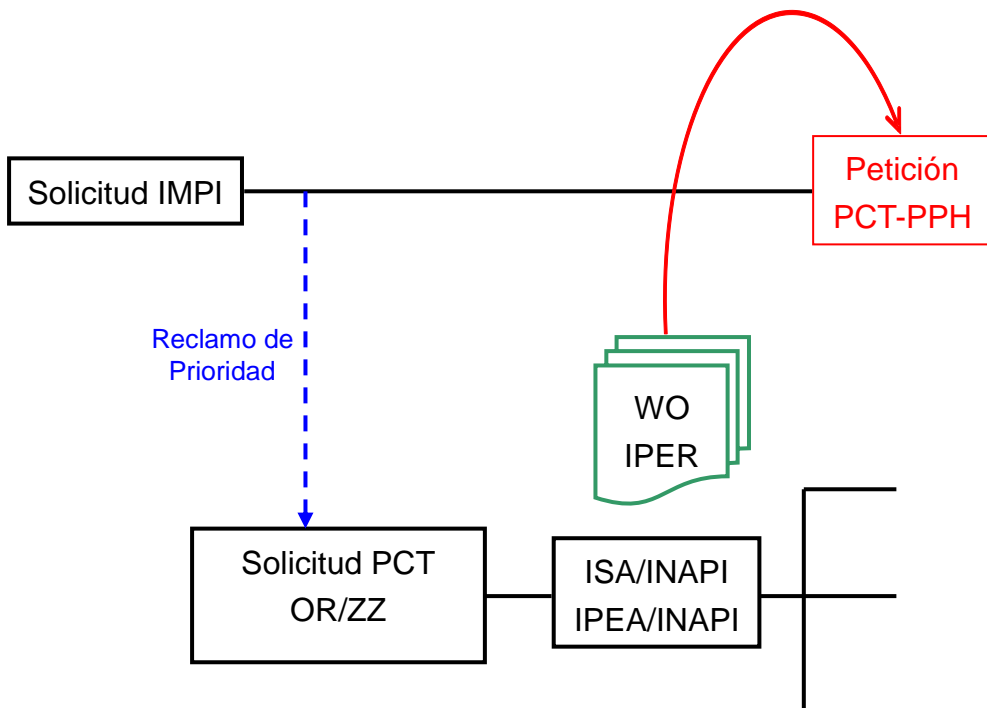 Solicitud IMPI
Petición
PCT-PPH
Reclamo de
Prioridad
WO
IPER
Solicitud PCT
OR/ZZ
ISA/INAPI
IPEA/INAPI